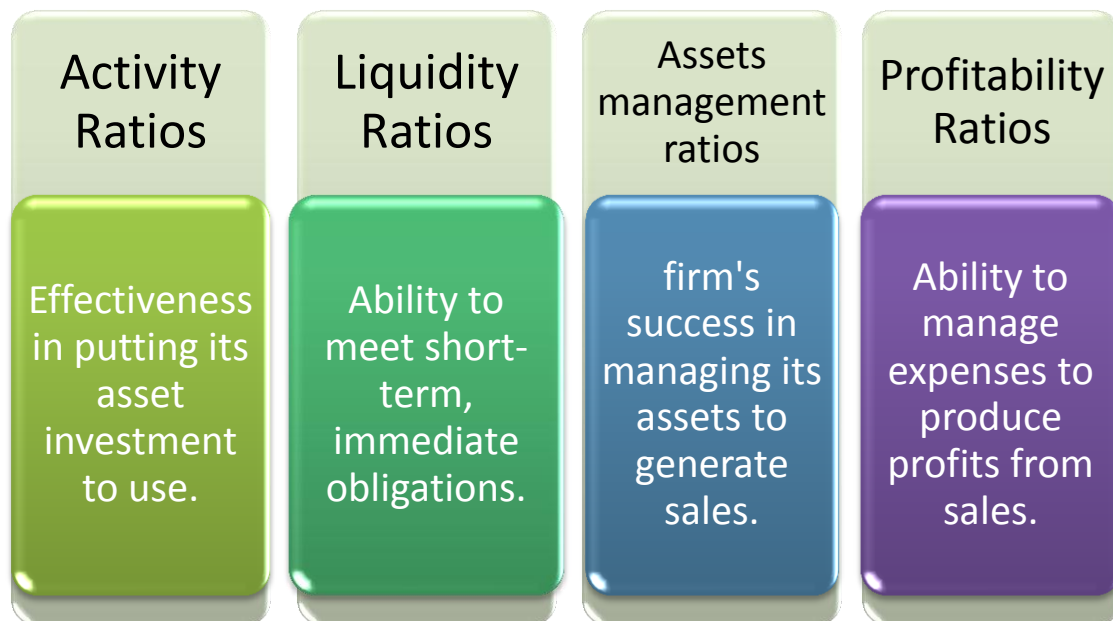 Activity
Ratios
Effectiveness
in putting its
asset
investment
to use.
Liquidity
Ratios
Ability to
meet short-
term,
immediate
obligations.
Assets
management
ratios
firm's
success in
managing its
assets to
generate
sales.
Profitability
Ratios
Ability to
manage
expenses to
produce
profits from
sales.